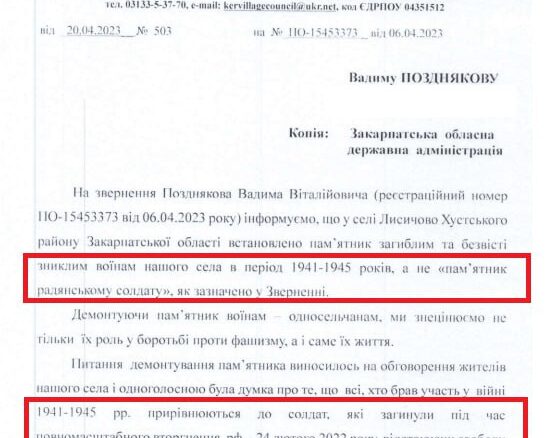 тел. 03133-5-37-70, e-mail: kervillagecouncil@ukr.net, код ЄДРПОУ 04351512
від 20.04.2023 № 503 на № ПО-15453373 від 06.04.2023
Вадиму ПОЗДНЯКОВУ
Копія: Закарпатська обласна
державна адміністрація
На звернення Позднякова Вадима Віталійовича (реєстраційний номер
ПО-15453373 від 06.04.2023 року) інформуємо, що у селі Лисичово Хустського
району Закарпатської області встановлено пам’ятник загиблим та безвісті
зниклим воїнам нашого села в період 1941-1945 років, а не «пам’ятник
радянському солдату», як зазначено у Зверненні.
Демонтуючи пам’ятник воїнам – односельчанам, ми знецінюємо не
тільки їх роль у боротьбі проти фашизму, а і саме їх життя.
Питання демонтування пам’ятника виносилось на обговорення жителів
нашого села і одноголосною була думка про те, що всі, хто брав участь у війні
1941-1945 рр. прирівнюються до солдат, які загинули під час
повномасштабного вторгнення рф 24 лютого 2022 року